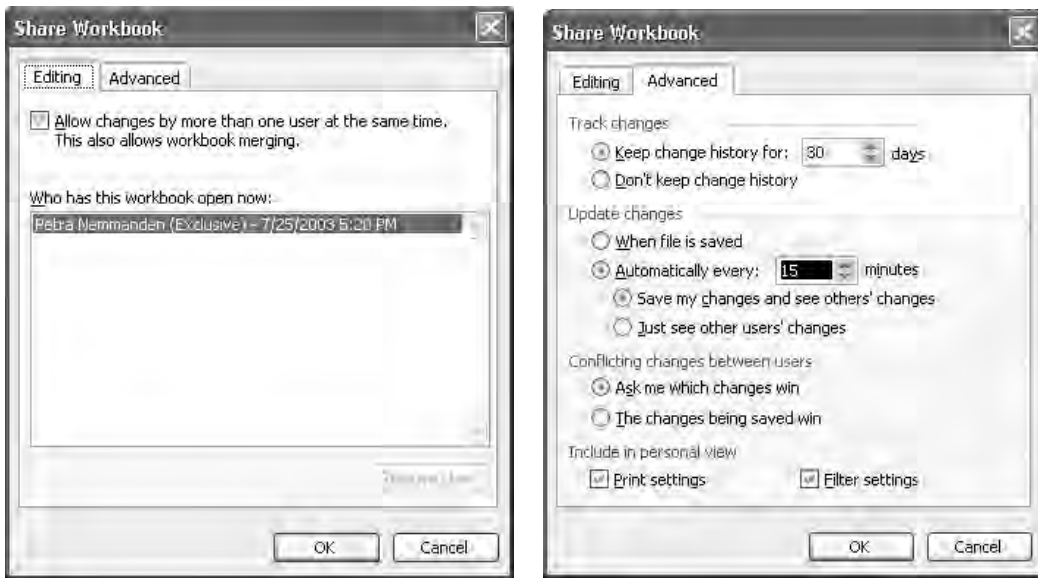 Share Workbook
Editing
Advanced
Allow changes by more than one user at the same time.
This also allows workbook merging.
Who has this workbook open now:
Petra Nemmanden (Exclusive) - 7/25/2003 5:20 PM
OK
Cancel
Share Workbook
Editing
Advanced
Track changes
Keep change history for: 30 days
Don't keep change history
Update changes
When file is saved
Automatically every: 15 minutes
Save my changes and see others' changes
Just see other users' changes
Conflicting changes between users
Ask me which changes win
The changes being saved win
Include in personal view
Print settings
Filter settings
OK
Cancel